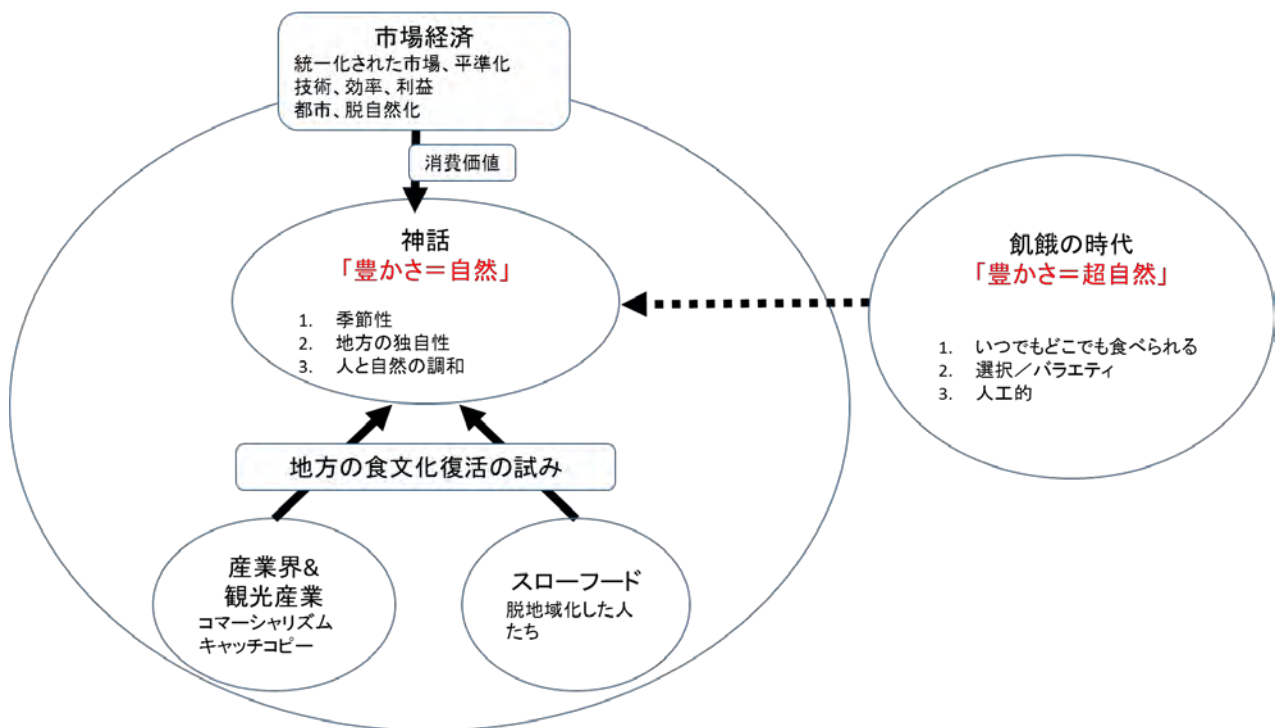 市場経済
統一化された市場、平準化
技術、効率、利益
都市、脱自然化
消費価値
神話
「豊かさ＝自然」
1. 季節性
2. 地方の独自性
3. 人と自然の調和
飢餓の時代
「豊かさ＝超自然」
1. いつでもどこでも食べられる
2. 選択／バラエティ
3. 人工的
地方の食文化復活の試み
産業界&
観光産業
コマーシャリズム
キャッチコピー
スローフード
脱地域化した人
たち